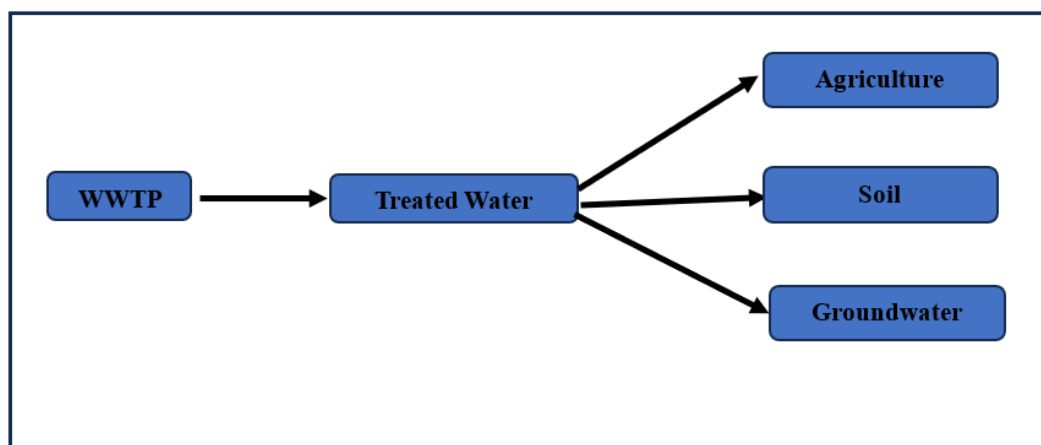 WWTP
Treated Water
Agriculture
Soil
Groundwater